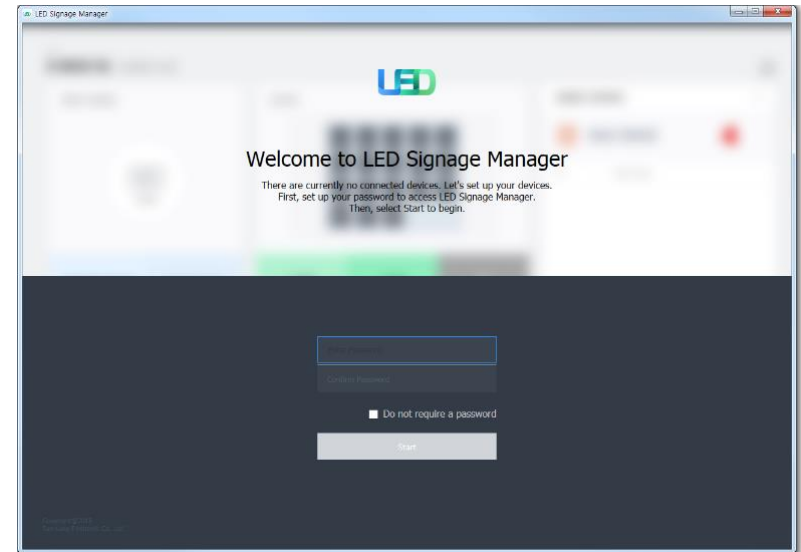 LED Signage Manager
LED
Welcome to LED Signage Manager
There are currently no connected devices. Let's set up your devices.
First, set up your password to access LED Signage Manager.
Then, select Start to begin.
Enter Password
Confirm Password
Do not require a password
Start